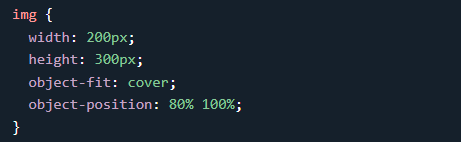 img {
  width: 200px;
  height: 300px;
  object-fit: cover;
  object-position: 80% 100%;
}